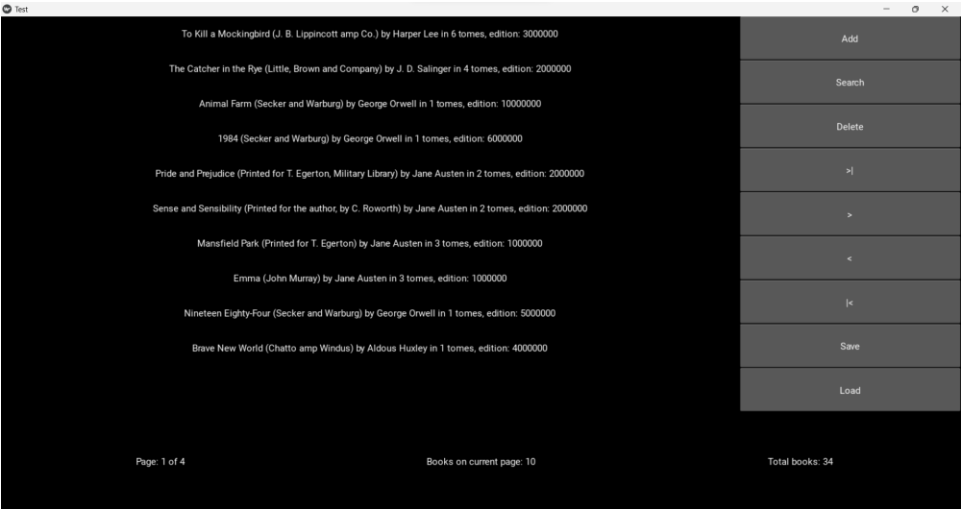 Test
To Kill a Mockingbird (J. B. Lippincott amp Co.) by Harper Lee in 6 tomes, edition: 3000000
The Catcher in the Rye (Little, Brown and Company) by J. D. Salinger in 4 tomes, edition: 2000000
Animal Farm (Secker and Warburg) by George Orwell in 1 tomes, edition: 10000000
1984 (Secker and Warburg) by George Orwell in 1 tomes, edition: 6000000
Pride and Prejudice (Printed for T. Egerton, Military Library) by Jane Austen in 2 tomes, edition: 2000000
Sense and Sensibility (Printed for the author, by C. Roworth) by Jane Austen in 2 tomes, edition: 2000000
Mansfield Park (Printed for T. Egerton) by Jane Austen in 3 tomes, edition: 1000000
Emma (John Murray) by Jane Austen in 3 tomes, edition: 1000000
Nineteen Eighty-Four (Secker and Warburg) by George Orwell in 1 tomes, edition: 5000000
Brave New World (Chatto amp Windus) by Aldous Huxley in 1 tomes, edition: 4000000
Add
Search
Delete
>|
>
<
|<
Save
Load
Page: 1 of 4
Books on current page: 10
Total books: 34